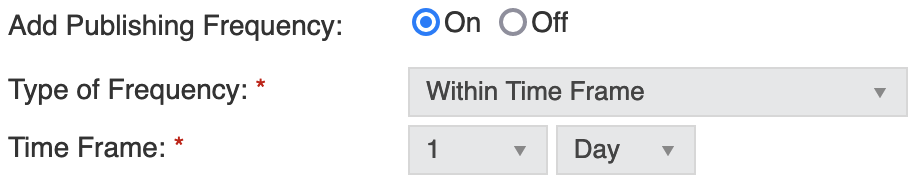 Add Publishing Frequency: On Off
Type of Frequency: * Within Time Frame
Time Frame: * 1 Day